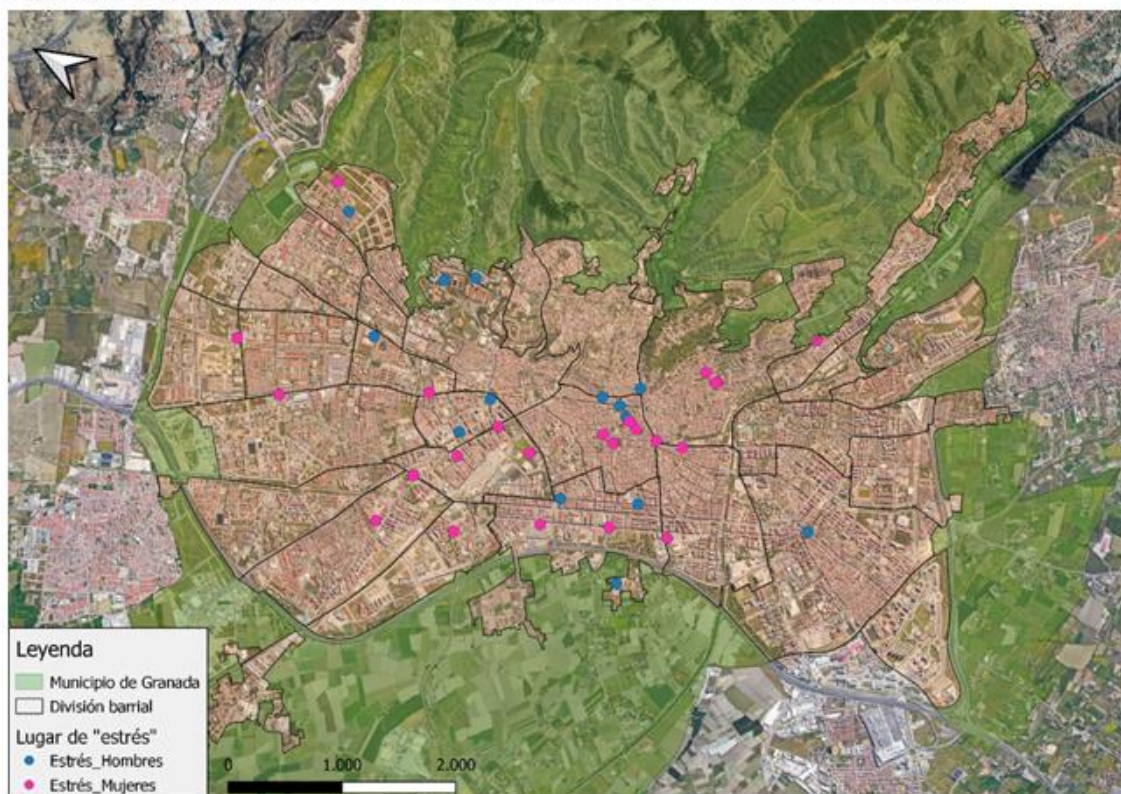 Leyenda
Municipio de Granada
División barrial
Lugar de "estrés"
Estrés_Hombres
Estrés_Mujeres
0 1.000 2.000